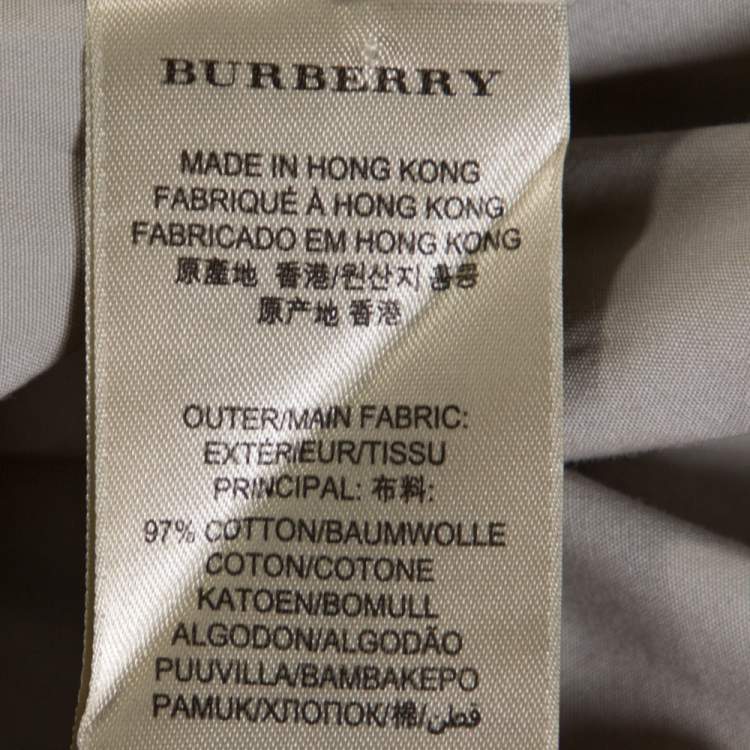 BURBERRY
MADE IN HONG KONG
FABRIQUÉ À HONG KONG
FABRICADO EM HONG KONG
原產地 香港/원산지 홍콩
原产地 香港
OUTER/MAIN FABRIC:
EXTÉRIEUR/TISSU
PRINCIPAL: 布料:
97% COTTON/BAUMWOLLE
COTON/COTONE
KATOEN/BOMULL
ALGODON/ALGODÃO
PUUVILLA/BAMBAKEPO
PAMUK/ХЛОПОК/棉/قطن